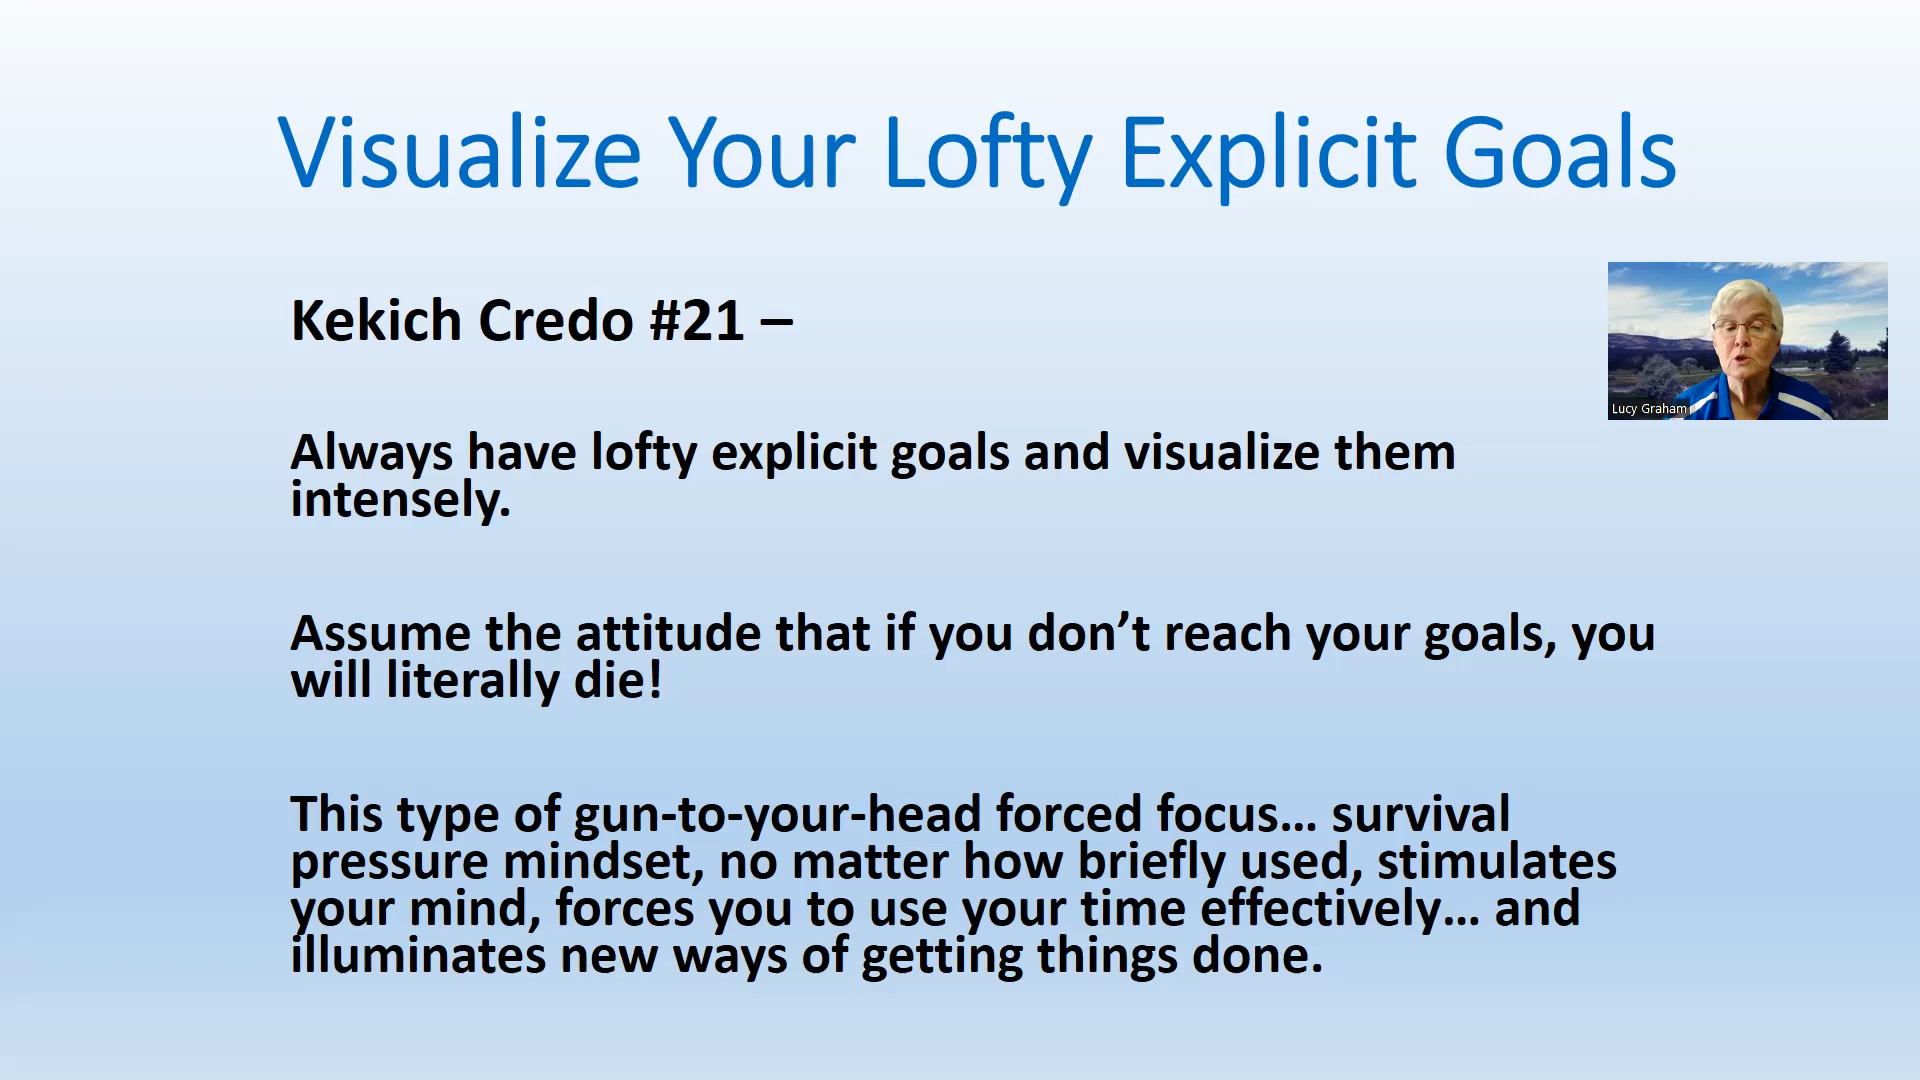 Visualize Your Lofty Explicit Goals
Kekich Credo #21 –
Always have lofty explicit goals and visualize them
intensely.
Assume the attitude that if you don’t reach your goals, you
will literally die!
This type of gun-to-your-head forced focus… survival
pressure mindset, no matter how briefly used, stimulates
your mind, forces you to use your time effectively… and
illuminates new ways of getting things done.
Lucy Graham